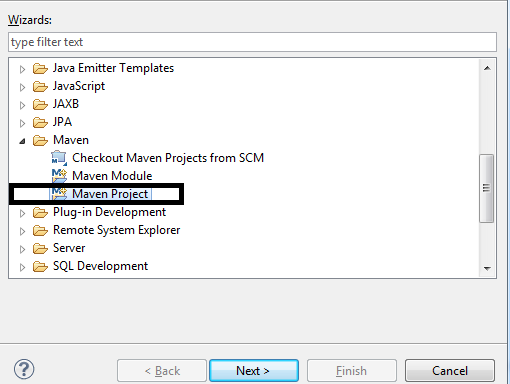 Wizards:
type filter text
Java Emitter Templates
JavaScript
JAXB
JPA
Maven
Checkout Maven Projects from SCM
Maven Module
Maven Project
Plug-in Development
Remote System Explorer
Server
SQL Development
? < Back Next > Finish Cancel